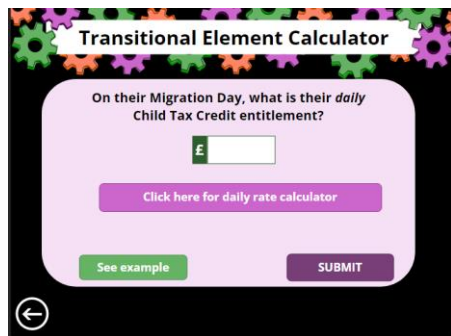 Transitional Element Calculator
On their Migration Day, what is their daily
Child Tax Credit entitlement?
£
Click here for daily rate calculator
See example
SUBMIT